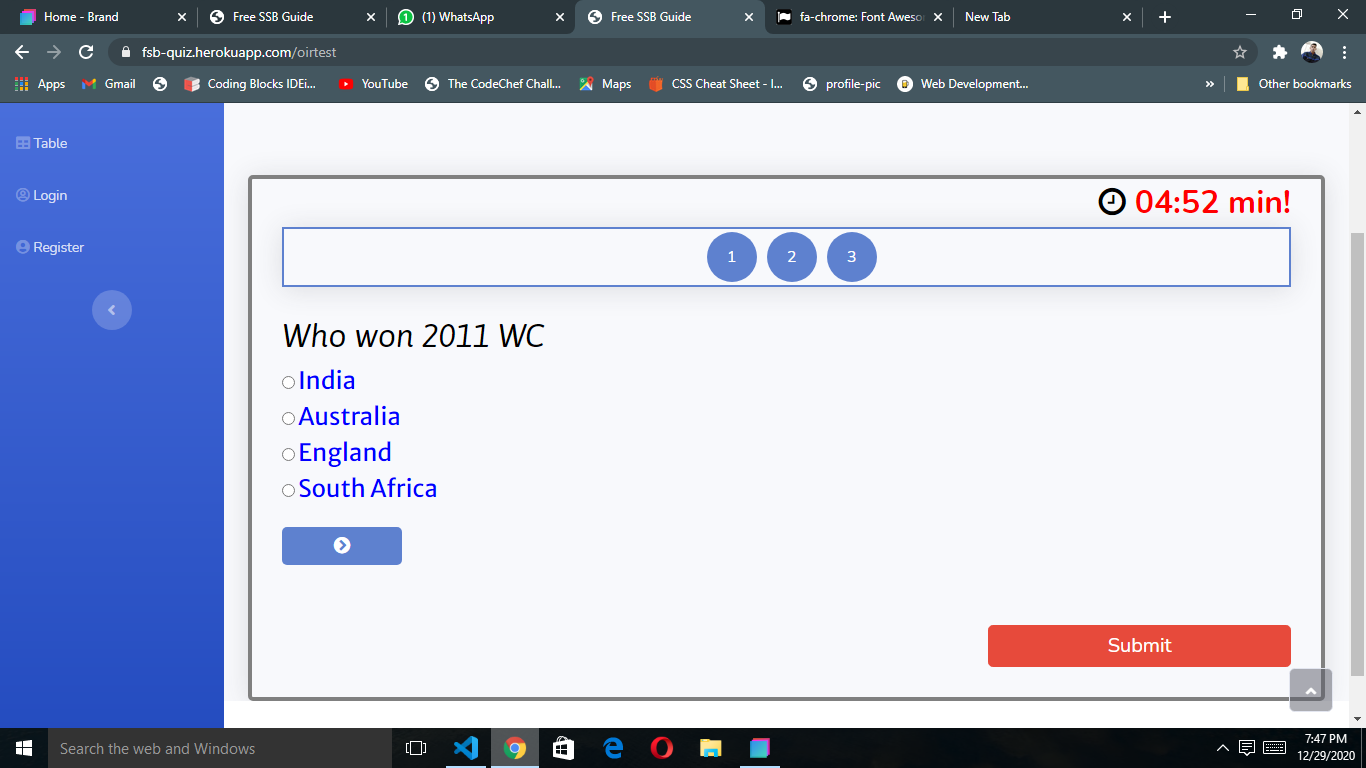 Home - Brand
Free SSB Guide
(1) WhatsApp
Free SSB Guide
fa-chrome: Font Aweso
New Tab
fsb-quiz.herokuapp.com/oirtest
Apps
Gmail
Coding Blocks IDEi...
YouTube
The CodeChef Chall...
Maps
CSS Cheat Sheet - I...
profile-pic
Web Development...
»
Other bookmarks
Table
Login
Register
04:52 min!
1 2 3
Who won 2011 WC
India
Australia
England
South Africa
Submit
Search the web and Windows
7:47 PM
12/29/2020